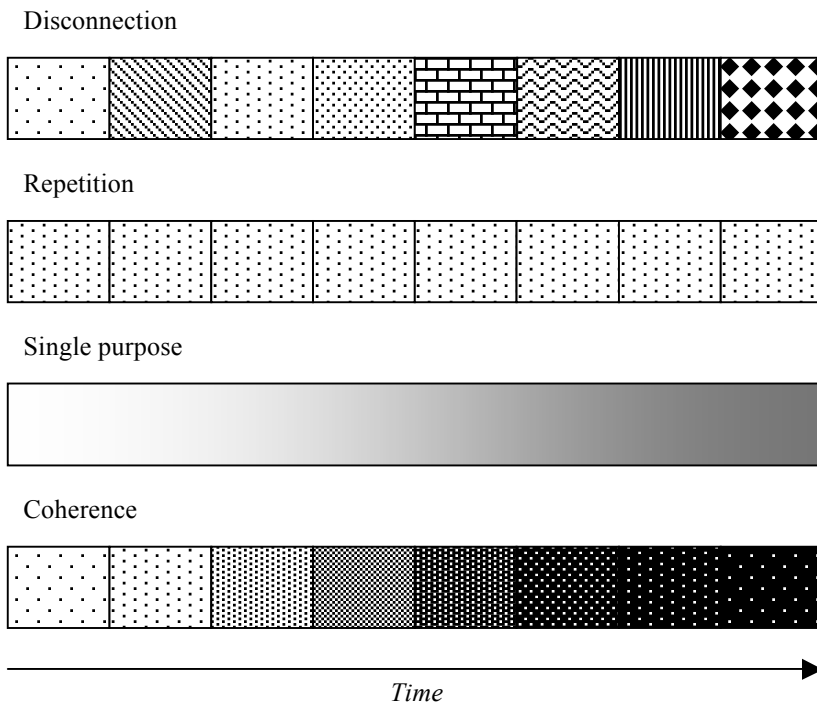 Disconnection
Repetition
Single purpose
Coherence
Time